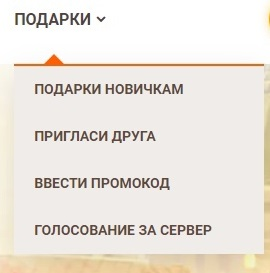 ПОДАРКИ
ПОДАРКИ НОВИЧКАМ
ПРИГЛАСИ ДРУГА
ВВЕСТИ ПРОМОКОД
ГОЛОСОВАНИЕ ЗА СЕРВЕР